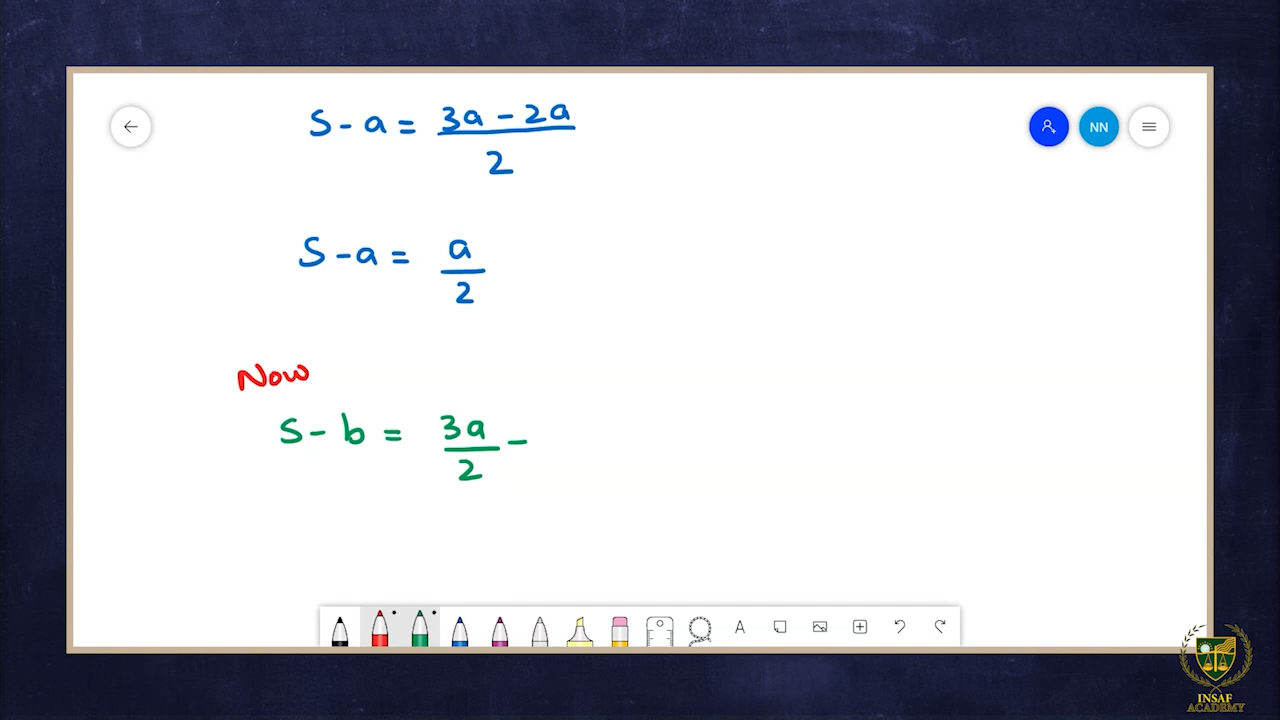 S - a = 3a - 2a / 2
NN
S - a = a / 2
Now
S - b = 3a / 2 -
A
INSAF
ACADEMY